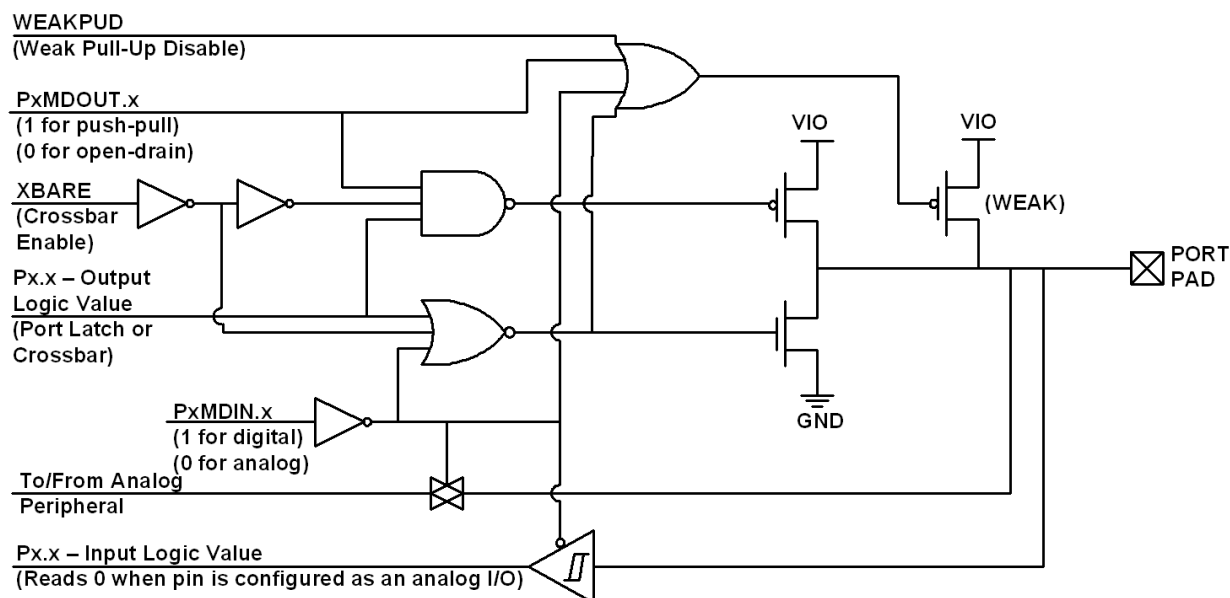 WEAKPUD
(Weak Pull-Up Disable)
PxMDOUT.x
(1 for push-pull)
(0 for open-drain)
XBARE
(Crossbar
Enable)
Px.x – Output
Logic Value
(Port Latch or
Crossbar)
PxMDIN.x
(1 for digital)
(0 for analog)
To/From Analog
Peripheral
Px.x – Input Logic Value
(Reads 0 when pin is configured as an analog I/O)
VIO
VIO
(WEAK)
GND
PORT
PAD